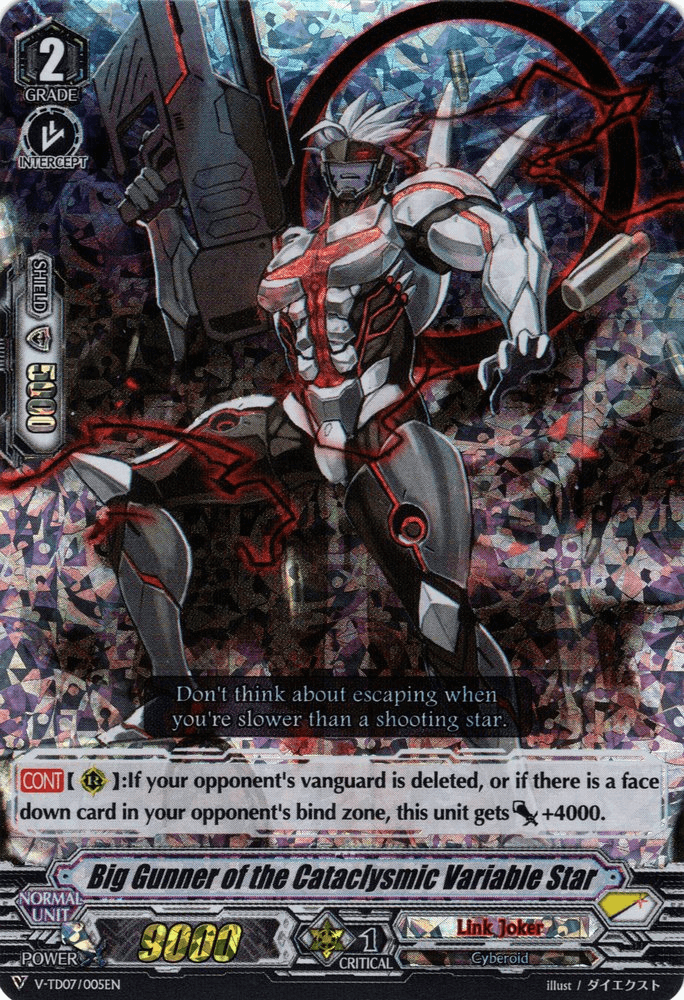 2
GRADE
INTERCEPT
SHIELD
5000
Don't think about escaping when
you're slower than a shooting star.
CONT【 R 】:If your opponent's vanguard is deleted, or if there is a face
down card in your opponent's bind zone, this unit gets +4000.
Big Gunner of the Cataclysmic Variable Star
NORMAL
UNIT
POWER 9000 1 CRITICAL
Link Joker
Cyberoid
V-TD07/005EN
illust / ダイエクスト